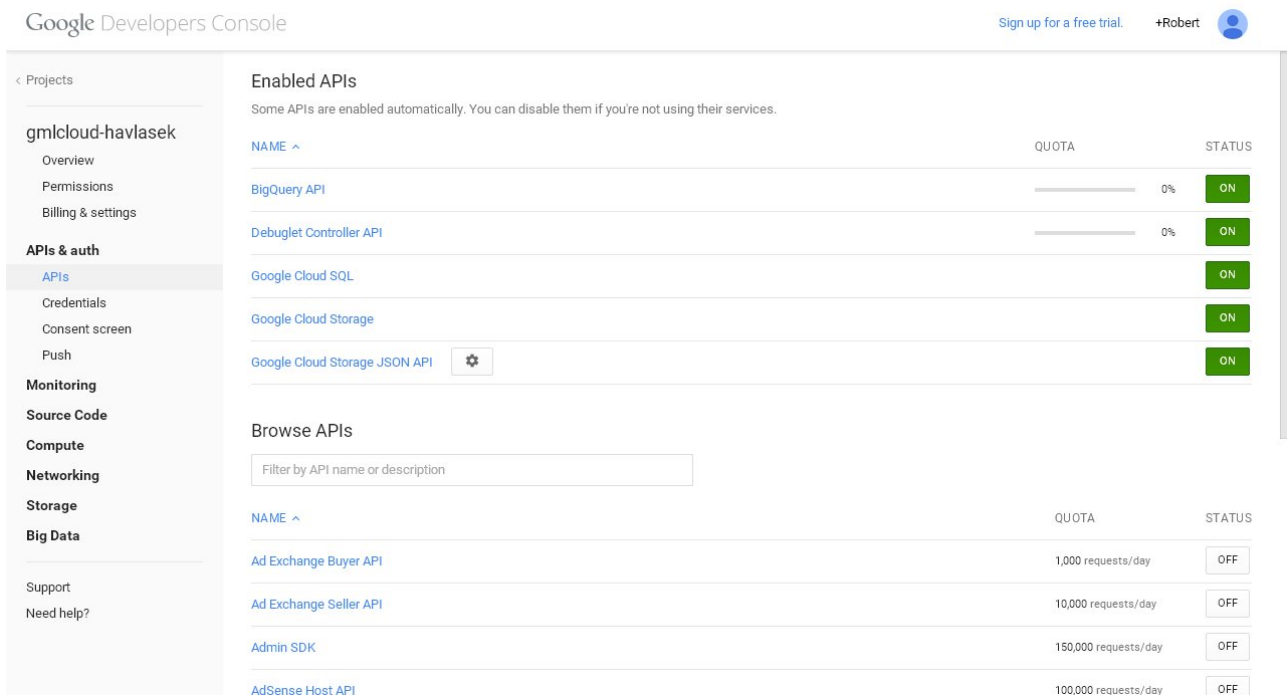 Google Developers Console
Sign up for a free trial. +Robert
< Projects
gmlcloud-havlasek
Overview
Permissions
Billing & settings
APIs & auth
APIs
Credentials
Consent screen
Push
Monitoring
Source Code
Compute
Networking
Storage
Big Data
Support
Need help?
Enabled APIs
Some APIs are enabled automatically. You can disable them if you're not using their services.
NAME QUOTA STATUS
BigQuery API 0% ON
Debuglet Controller API 0% ON
Google Cloud SQL ON
Google Cloud Storage ON
Google Cloud Storage JSON API ON
Browse APIs
Filter by API name or description
NAME QUOTA STATUS
Ad Exchange Buyer API 1,000 requests/day OFF
Ad Exchange Seller API 10,000 requests/day OFF
Admin SDK 150,000 requests/day OFF
AdSense Host API 100,000 requests/day OFF